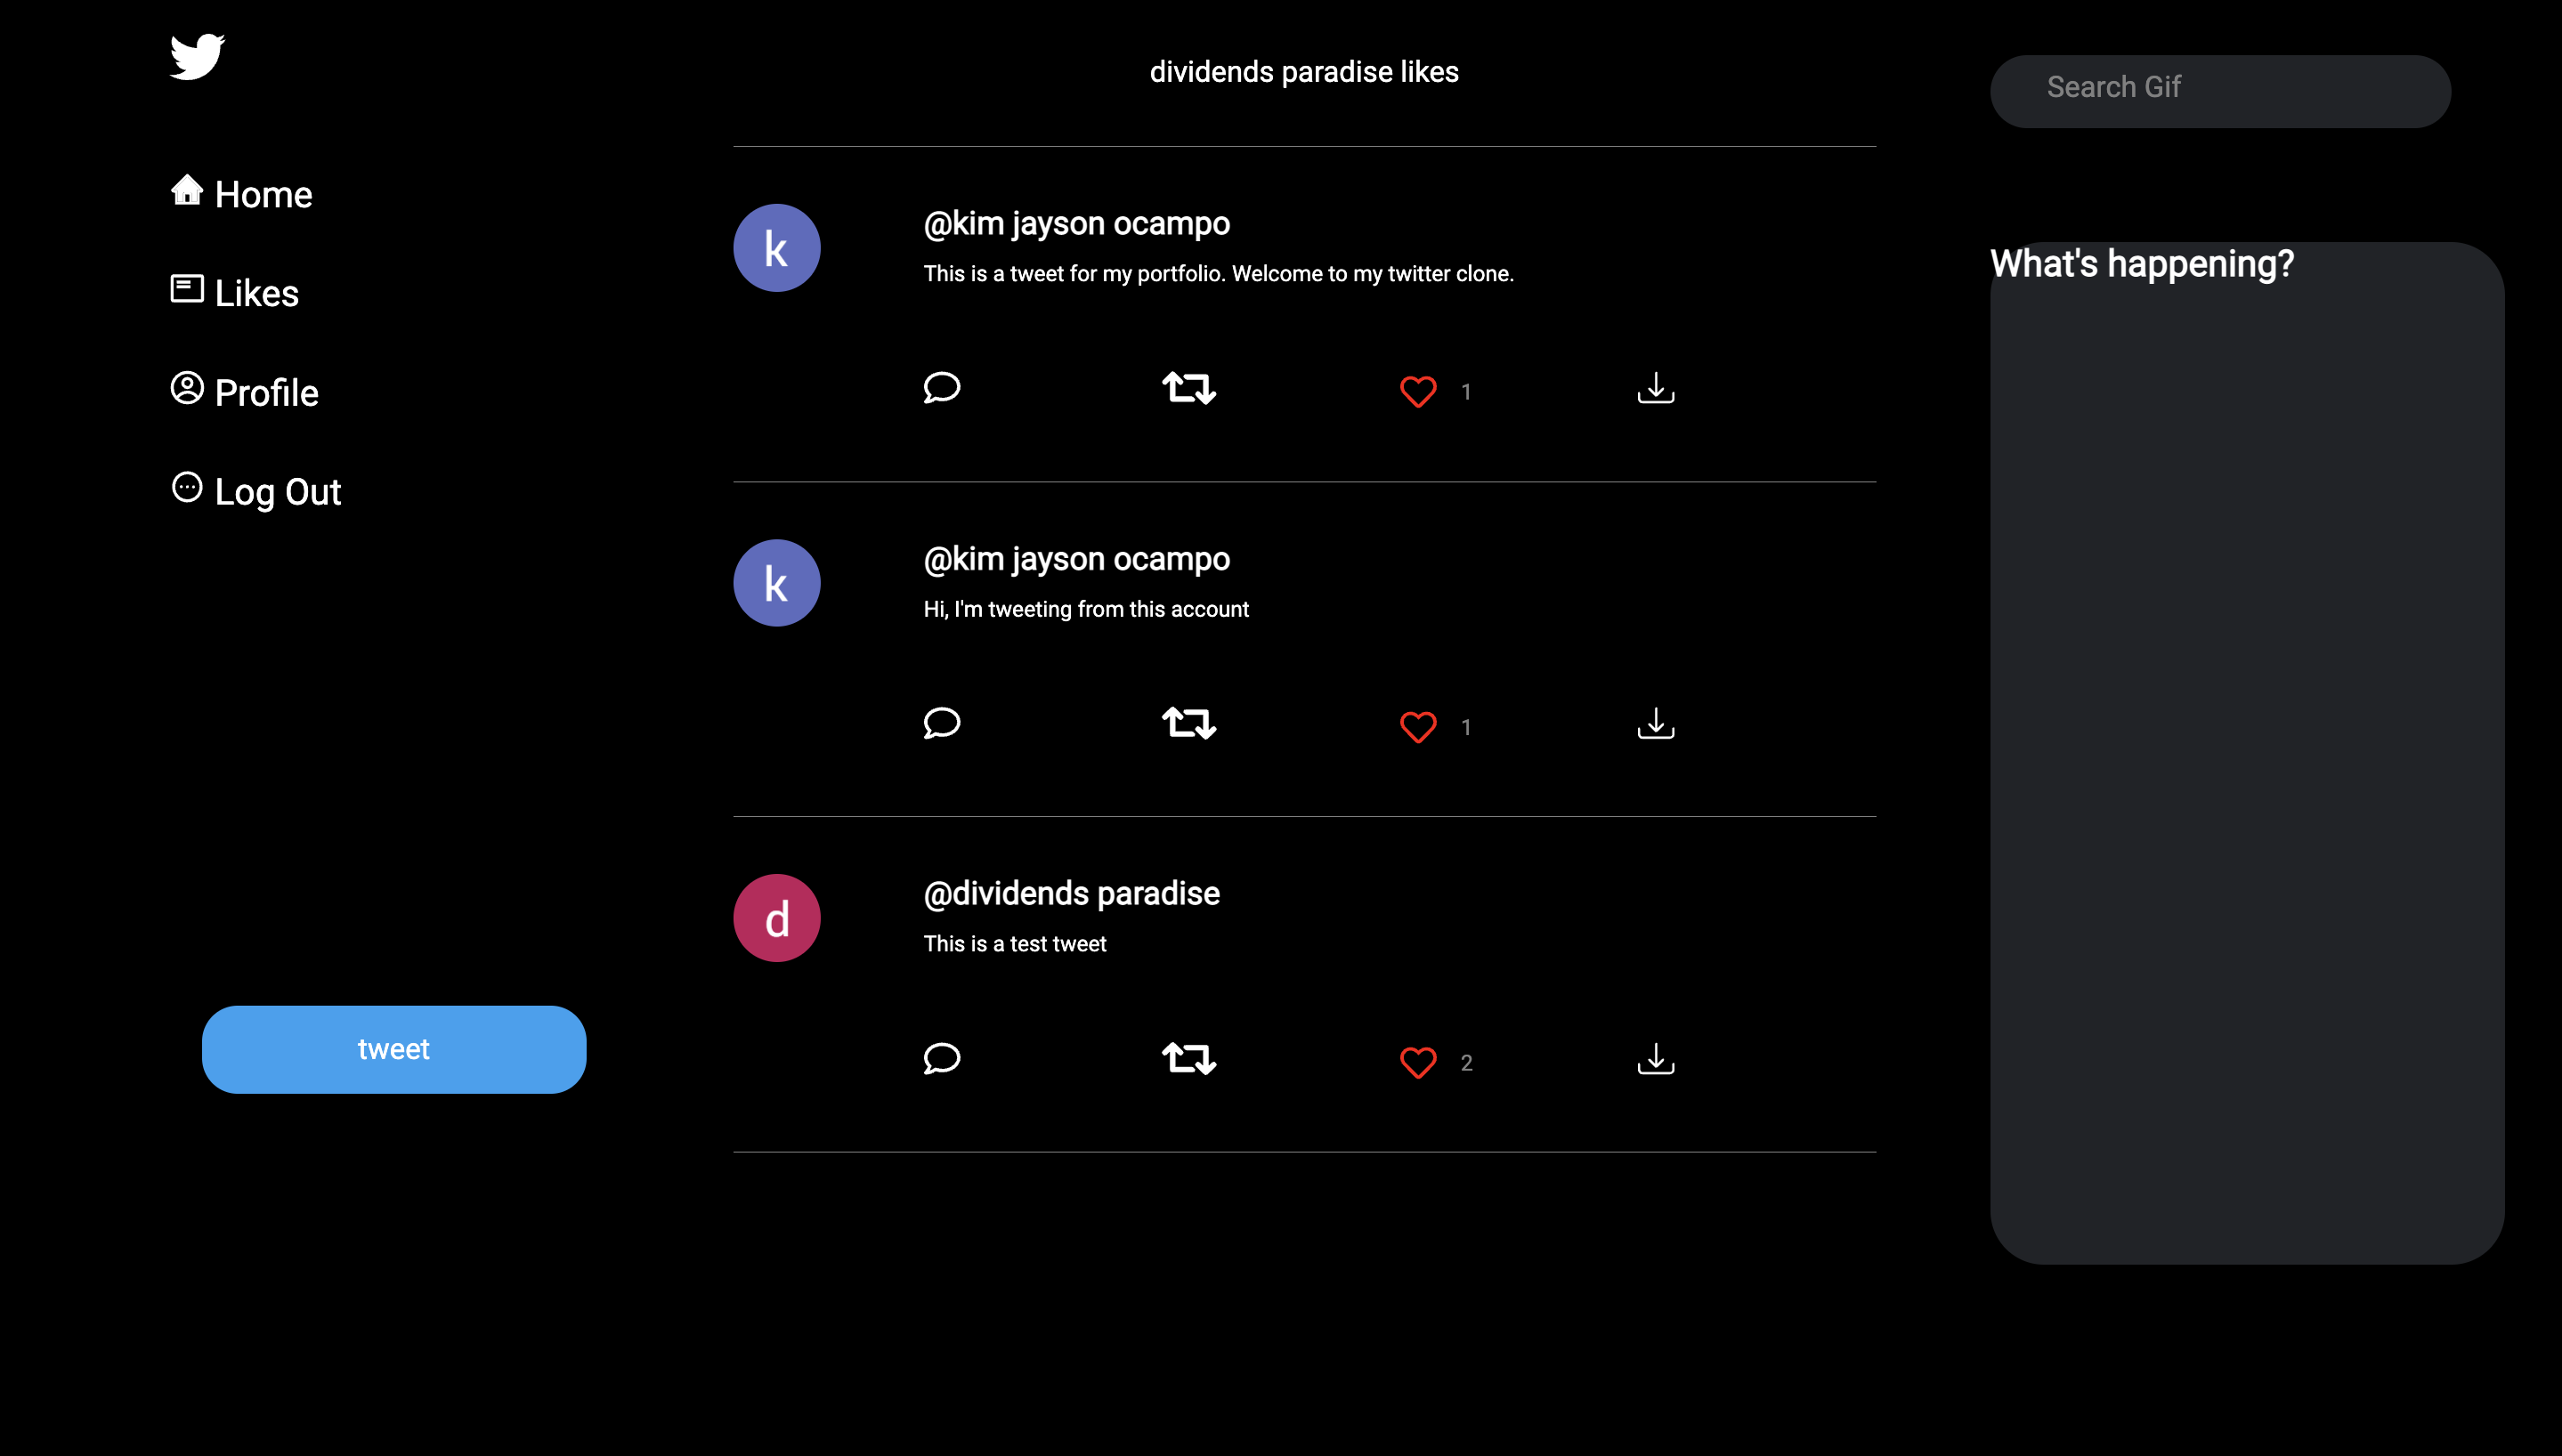 Home
Likes
Profile
Log Out
tweet
dividends paradise likes
k
@kim jayson ocampo
This is a tweet for my portfolio. Welcome to my twitter clone.
1
k
@kim jayson ocampo
Hi, I'm tweeting from this account
1
d
@dividends paradise
This is a test tweet
2
Search Gif
What's happening?